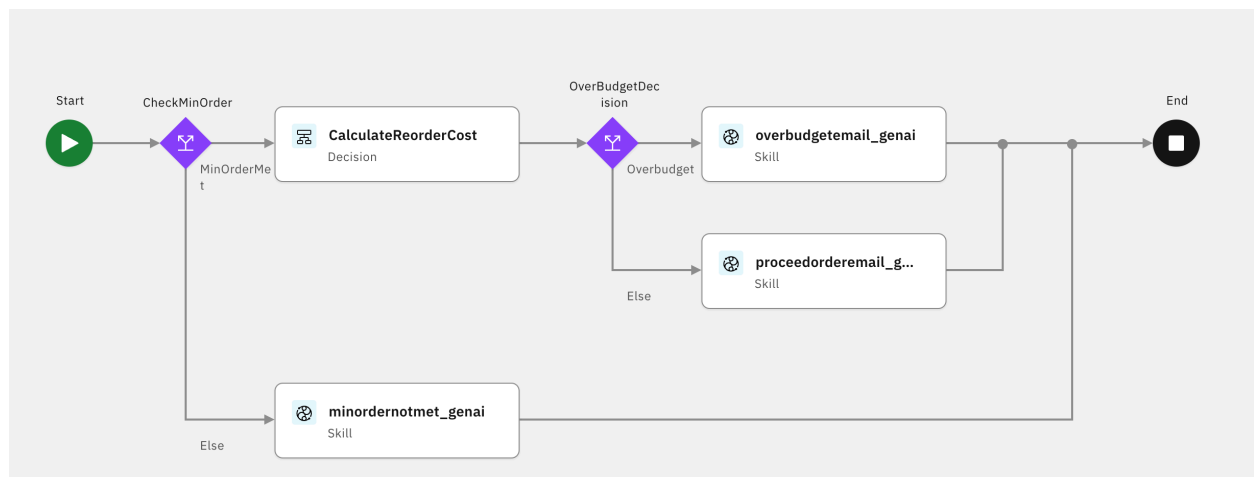 Start
CheckMinOrder
MinOrderMe
t
CalculateReorderCost
Decision
OverBudgetDec
ision
Overbudget
overbudgetemail_genai
Skill
End
Else
proceedorderemail_g...
Skill
Else
minordernotmet_genai
Skill